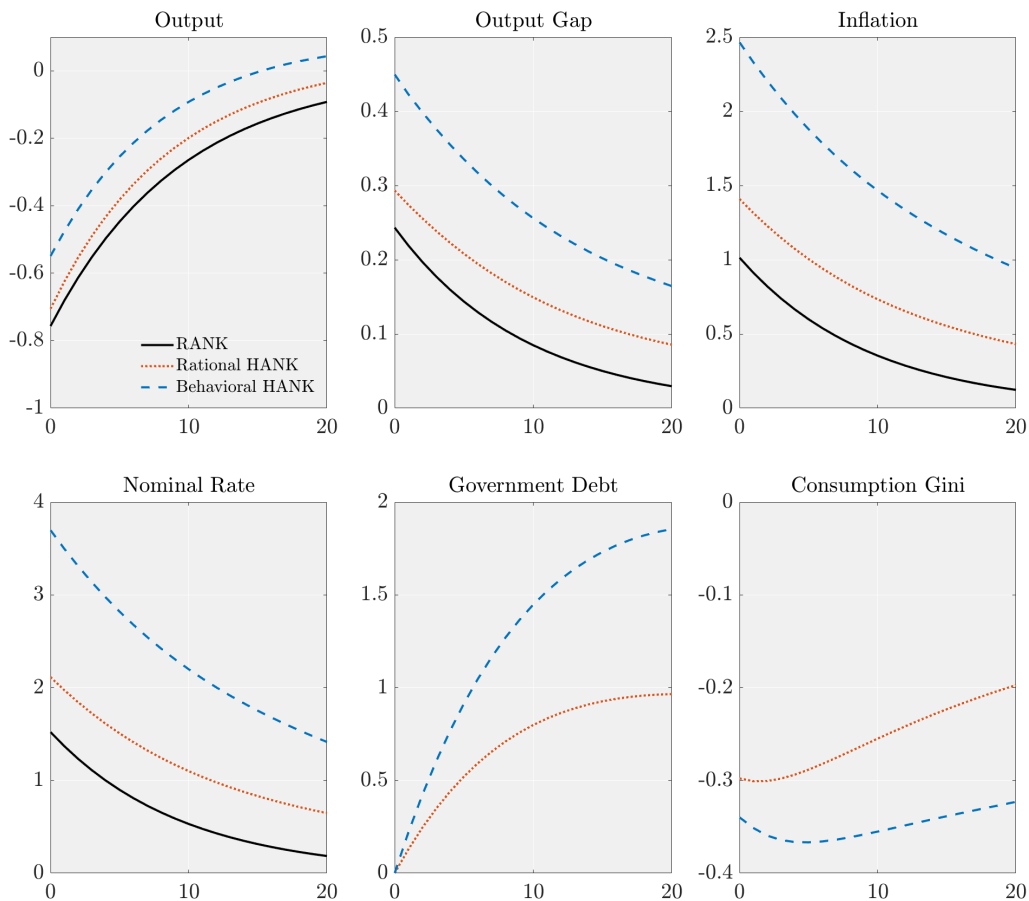 Output
0
-0.2
-0.4
-0.6
-0.8
-1
0 10 20
RANK
Rational HANK
Behavioral HANK
Output Gap
0.5
0.4
0.3
0.2
0.1
0
0 10 20
Inflation
2.5
2
1.5
1
0.5
0
0 10 20
Nominal Rate
4
3
2
1
0
0 10 20
Government Debt
2
1.5
1
0.5
0
0 10 20
Consumption Gini
0
-0.1
-0.2
-0.3
-0.4
0 10 20